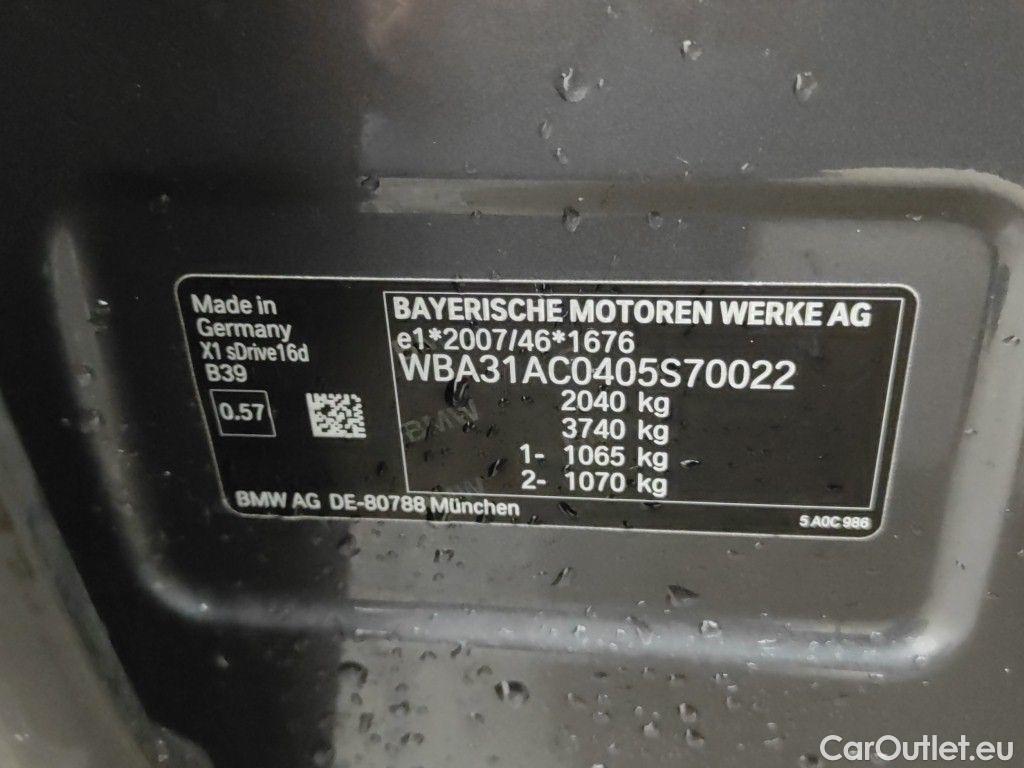 Made in
Germany
X1 sDrive16d
B39
0.57
BAYERISCHE MOTOREN WERKE AG
e1*2007/46*1676
WBA31AC0405S70022
2040 kg
3740 kg
1- 1065 kg
2- 1070 kg
BMW AG DE-80788 München
5 A0C 986
BMW
CarOutlet.eu